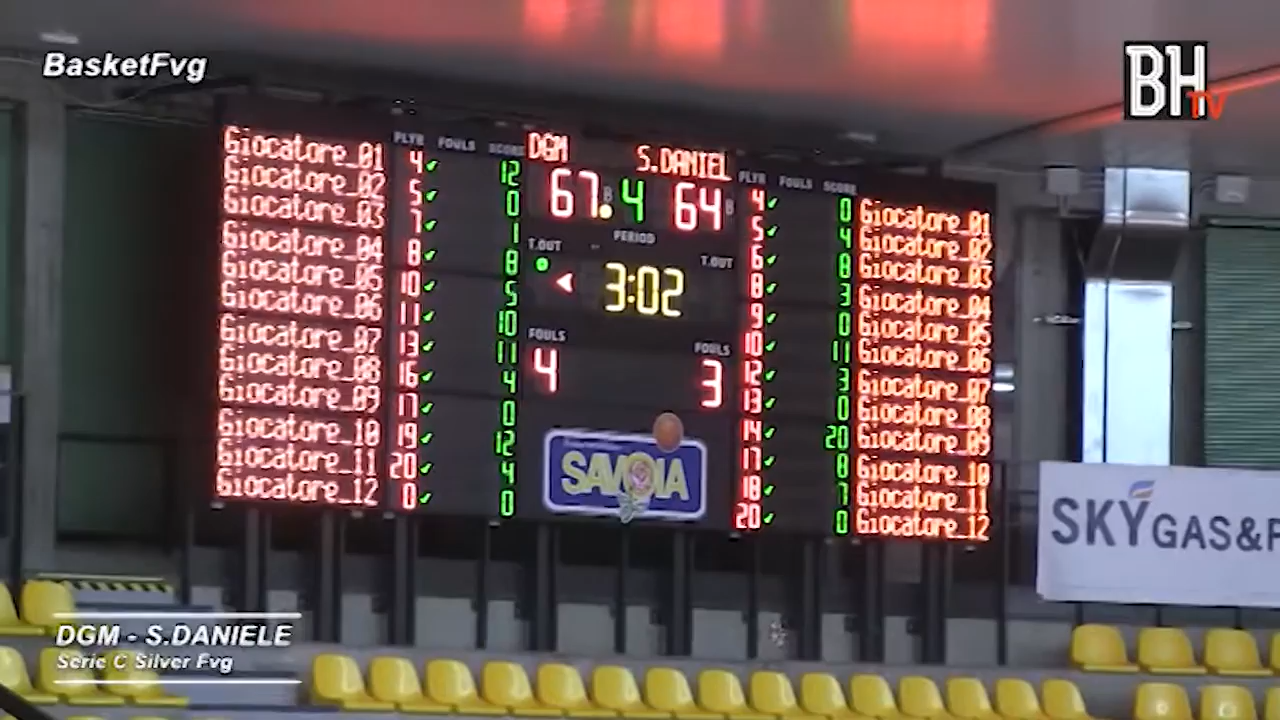 BasketFvg
BH TV
PLYR FOULS SCORE DGM S.DANIEL PLYR FOULS SCORE
67 B 4 64 B
PERIOD
T.OUT T.OUT
3:02
FOULS FOULS
4 3
Giocatore_01 4 12
Giocatore_02 5 0
Giocatore_03 7 1
Giocatore_04 8 8
Giocatore_05 10 5
Giocatore_06 11 10
Giocatore_07 13 11
Giocatore_08 16 4
Giocatore_09 17 0
Giocatore_10 19 12
Giocatore_11 20 4
Giocatore_12 0 0
4 0 Giocatore_01
5 4 Giocatore_02
6 8 Giocatore_03
8 3 Giocatore_04
9 0 Giocatore_05
10 11 Giocatore_06
12 3 Giocatore_07
13 0 Giocatore_08
14 20 Giocatore_09
17 8 Giocatore_10
18 7 Giocatore_11
20 0 Giocatore_12
SAVOIA
SKYGAS&P
DGM - S.DANIELE
Serie C Silver Fvg